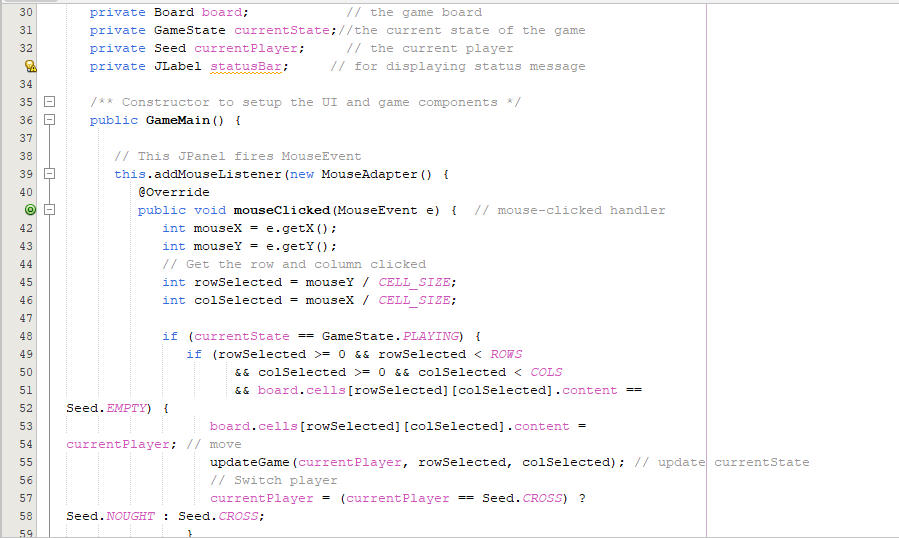 30 private Board board; // the game board
31 private GameState currentState;//the current state of the game
32 private Seed currentPlayer; // the current player
private JLabel statusBar; // for displaying status message
34
35 /** Constructor to setup the UI and game components */
36 public GameMain() {
37
38 // This JPanel fires MouseEvent
39 this.addMouseListener(new MouseAdapter() {
40 @Override
public void mouseClicked(MouseEvent e) { // mouse-clicked handler
42 int mouseX = e.getX();
43 int mouseY = e.getY();
44 // Get the row and column clicked
45 int rowSelected = mouseY / CELL_SIZE;
46 int colSelected = mouseX / CELL_SIZE;
47
48 if (currentState == GameState.PLAYING) {
49 if (rowSelected >= 0 && rowSelected < ROWS
50 && colSelected >= 0 && colSelected < COLS
51 && board.cells[rowSelected][colSelected].content ==
52 Seed.EMPTY) {
53 board.cells[rowSelected][colSelected].content =
54 currentPlayer; // move
55 updateGame(currentPlayer, rowSelected, colSelected); // update currentState
56 // Switch player
57 currentPlayer = (currentPlayer == Seed.CROSS) ?
58 Seed.NOUGHT : Seed.CROSS;
59 }